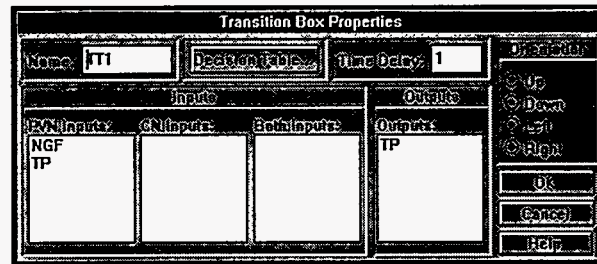 Transition Box Properties
Name: TT1 Decision Table... Time Delay: 1 Orientation
Inputs Outputs
PVN Inputs: CN Inputs: Both Inputs: Outputs:
NGF TP
TP
Up
Down
Left
Right
Ok
Cancel
Help